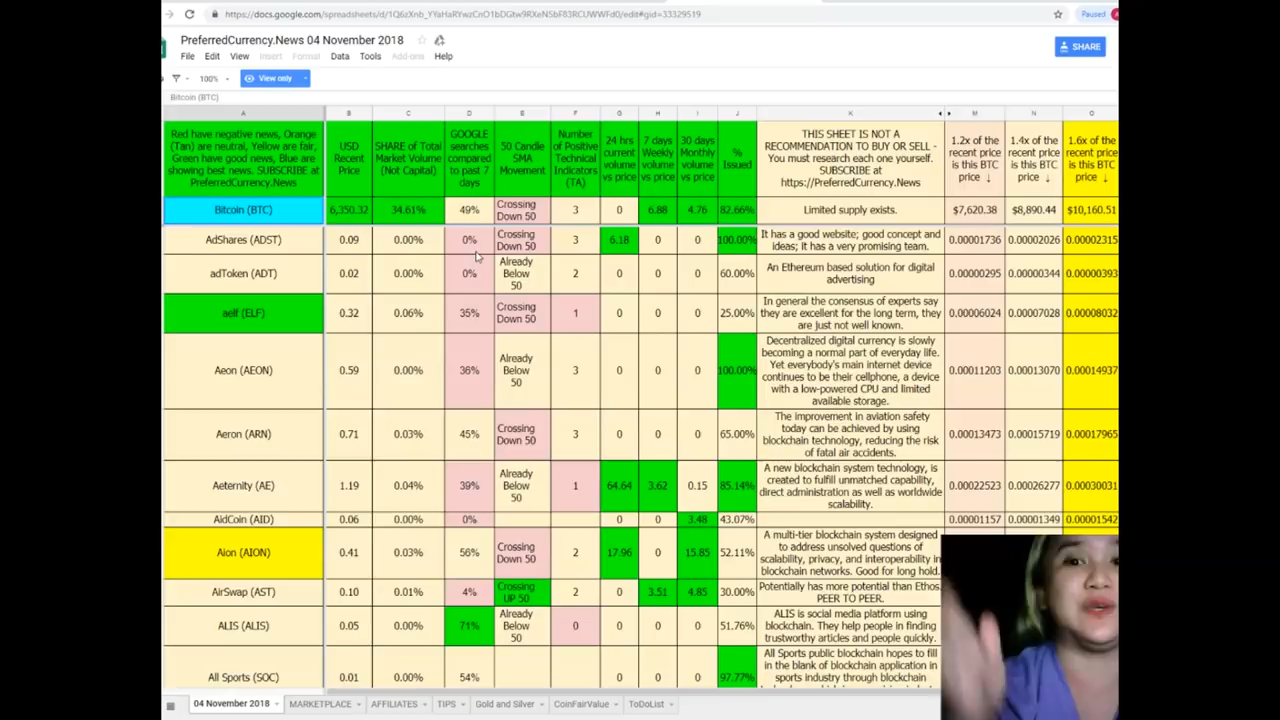 https://docs.google.com/spreadsheets/d/1Q6zXnb_YYaHaRYwzCnO1bDGtw9RXeN5bF83RCUWWFd0/edit#gid=33329519
Paused
PreferredCurrency.News 04 November 2018
File Edit View Insert Format Data Tools Add-ons Help
SHARE
100% View only
Bitcoin (BTC)
A B C D E F G H I J K M N O
Red have negative news, Orange (Tan) are neutral, Yellow are fair, Green have good news, Blue are showing best news. SUBSCRIBE at PreferredCurrency.News
USD Recent Price
SHARE of Total Market Volume (Not Capital)
GOOGLE searches compared to past 7 days
50 Candle SMA Movement
Number of Positive Technical Indicators (TA)
24 hrs current volume vs price
7 days Weekly volume vs price
30 days Monthly volume vs price
% Issued
THIS SHEET IS NOT A RECOMMENDATION TO BUY OR SELL - You must research each one yourself. SUBSCRIBE at https://PreferredCurrency.News
1.2x of the recent price is this BTC price ↓
1.4x of the recent price is this BTC price ↓
1.6x of the recent price is this BTC price ↓
Bitcoin (BTC) 6,350.32 34.61% 49% Crossing Down 50 3 0 6.88 4.76 82.66% Limited supply exists. $7,620.38 $8,890.44 $10,160.51
AdShares (ADST) 0.09 0.00% 0% Crossing Down 50 3 6.18 0 0 100.00% It has a good website; good concept and ideas; it has a very promising team. 0.00001736 0.00002026 0.00002315
adToken (ADT) 0.02 0.00% 0% Already Below 50 2 0 0 0 60.00% An Ethereum based solution for digital advertising 0.00000295 0.00000344 0.00000393
aelf (ELF) 0.32 0.06% 35% Crossing Down 50 1 0 0 0 25.00% In general the consensus of experts say they are excellent for the long term, they are just not well known. 0.00006024 0.00007028 0.00008032
Aeon (AEON) 0.59 0.00% 36% Already Below 50 3 0 0 0 100.00% Decentralized digital currency is slowly becoming a normal part of everyday life. Yet everybody's main internet device continues to be their cellphone, a device with a low-powered CPU and limited available storage. 0.00011203 0.00013070 0.00014937
Aeron (ARN) 0.71 0.03% 45% Crossing Down 50 3 0 0 0 65.00% The improvement in aviation safety today can be achieved by using blockchain technology, reducing the risk of fatal air accidents. 0.00013473 0.00015719 0.00017965
Aeternity (AE) 1.19 0.04% 39% Already Below 50 1 64.64 3.62 0.15 85.14% A new blockchain system technology, is created to fulfill unmatched capability, direct administration as well as worldwide scalability. 0.00022523 0.00026277 0.00030031
AidCoin (AID) 0.06 0.00% 0% 0 0 3.48 43.07% 0.00001157 0.00001349 0.00001542
Aion (AION) 0.41 0.03% 56% Crossing Down 50 2 17.96 0 15.85 52.11% A multi-tier blockchain system designed to address unsolved questions of scalability, privacy, and interoperability in blockchain networks. Good for long hold.
AirSwap (AST) 0.10 0.01% 4% Crossing UP 50 2 0 3.51 4.85 30.00% Potentially has more potential than Ethos. PEER TO PEER.
ALIS (ALIS) 0.05 0.00% 71% Already Below 50 0 0 0 0 51.76% ALIS is social media platform using blockchain. They help people in finding trustworthy articles and people quickly.
All Sports (SOC) 0.01 0.00% 54% 0 0 0 97.77% All Sports public blockchain hopes to fill in the blank of blockchain application in sports industry through blockchain
04 November 2018 MARKETPLACE AFFILIATES TIPS Gold and Silver CoinFairValue ToDoList